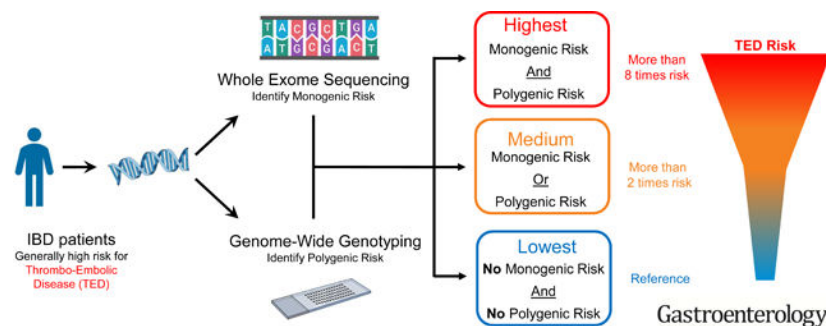 TACGCTGA
ATGCGACT
Whole Exome Sequencing
Identify Monogenic Risk
IBD patients
Generally high risk for
Thrombo-Embolic
Disease (TED)
Genome-Wide Genotyping
Identify Polygenic Risk
Highest
Monogenic Risk
And
Polygenic Risk
More than
8 times risk
Medium
Monogenic Risk
Or
Polygenic Risk
More than
2 times risk
Lowest
No Monogenic Risk
And
No Polygenic Risk
Reference
TED Risk
Gastroenterology